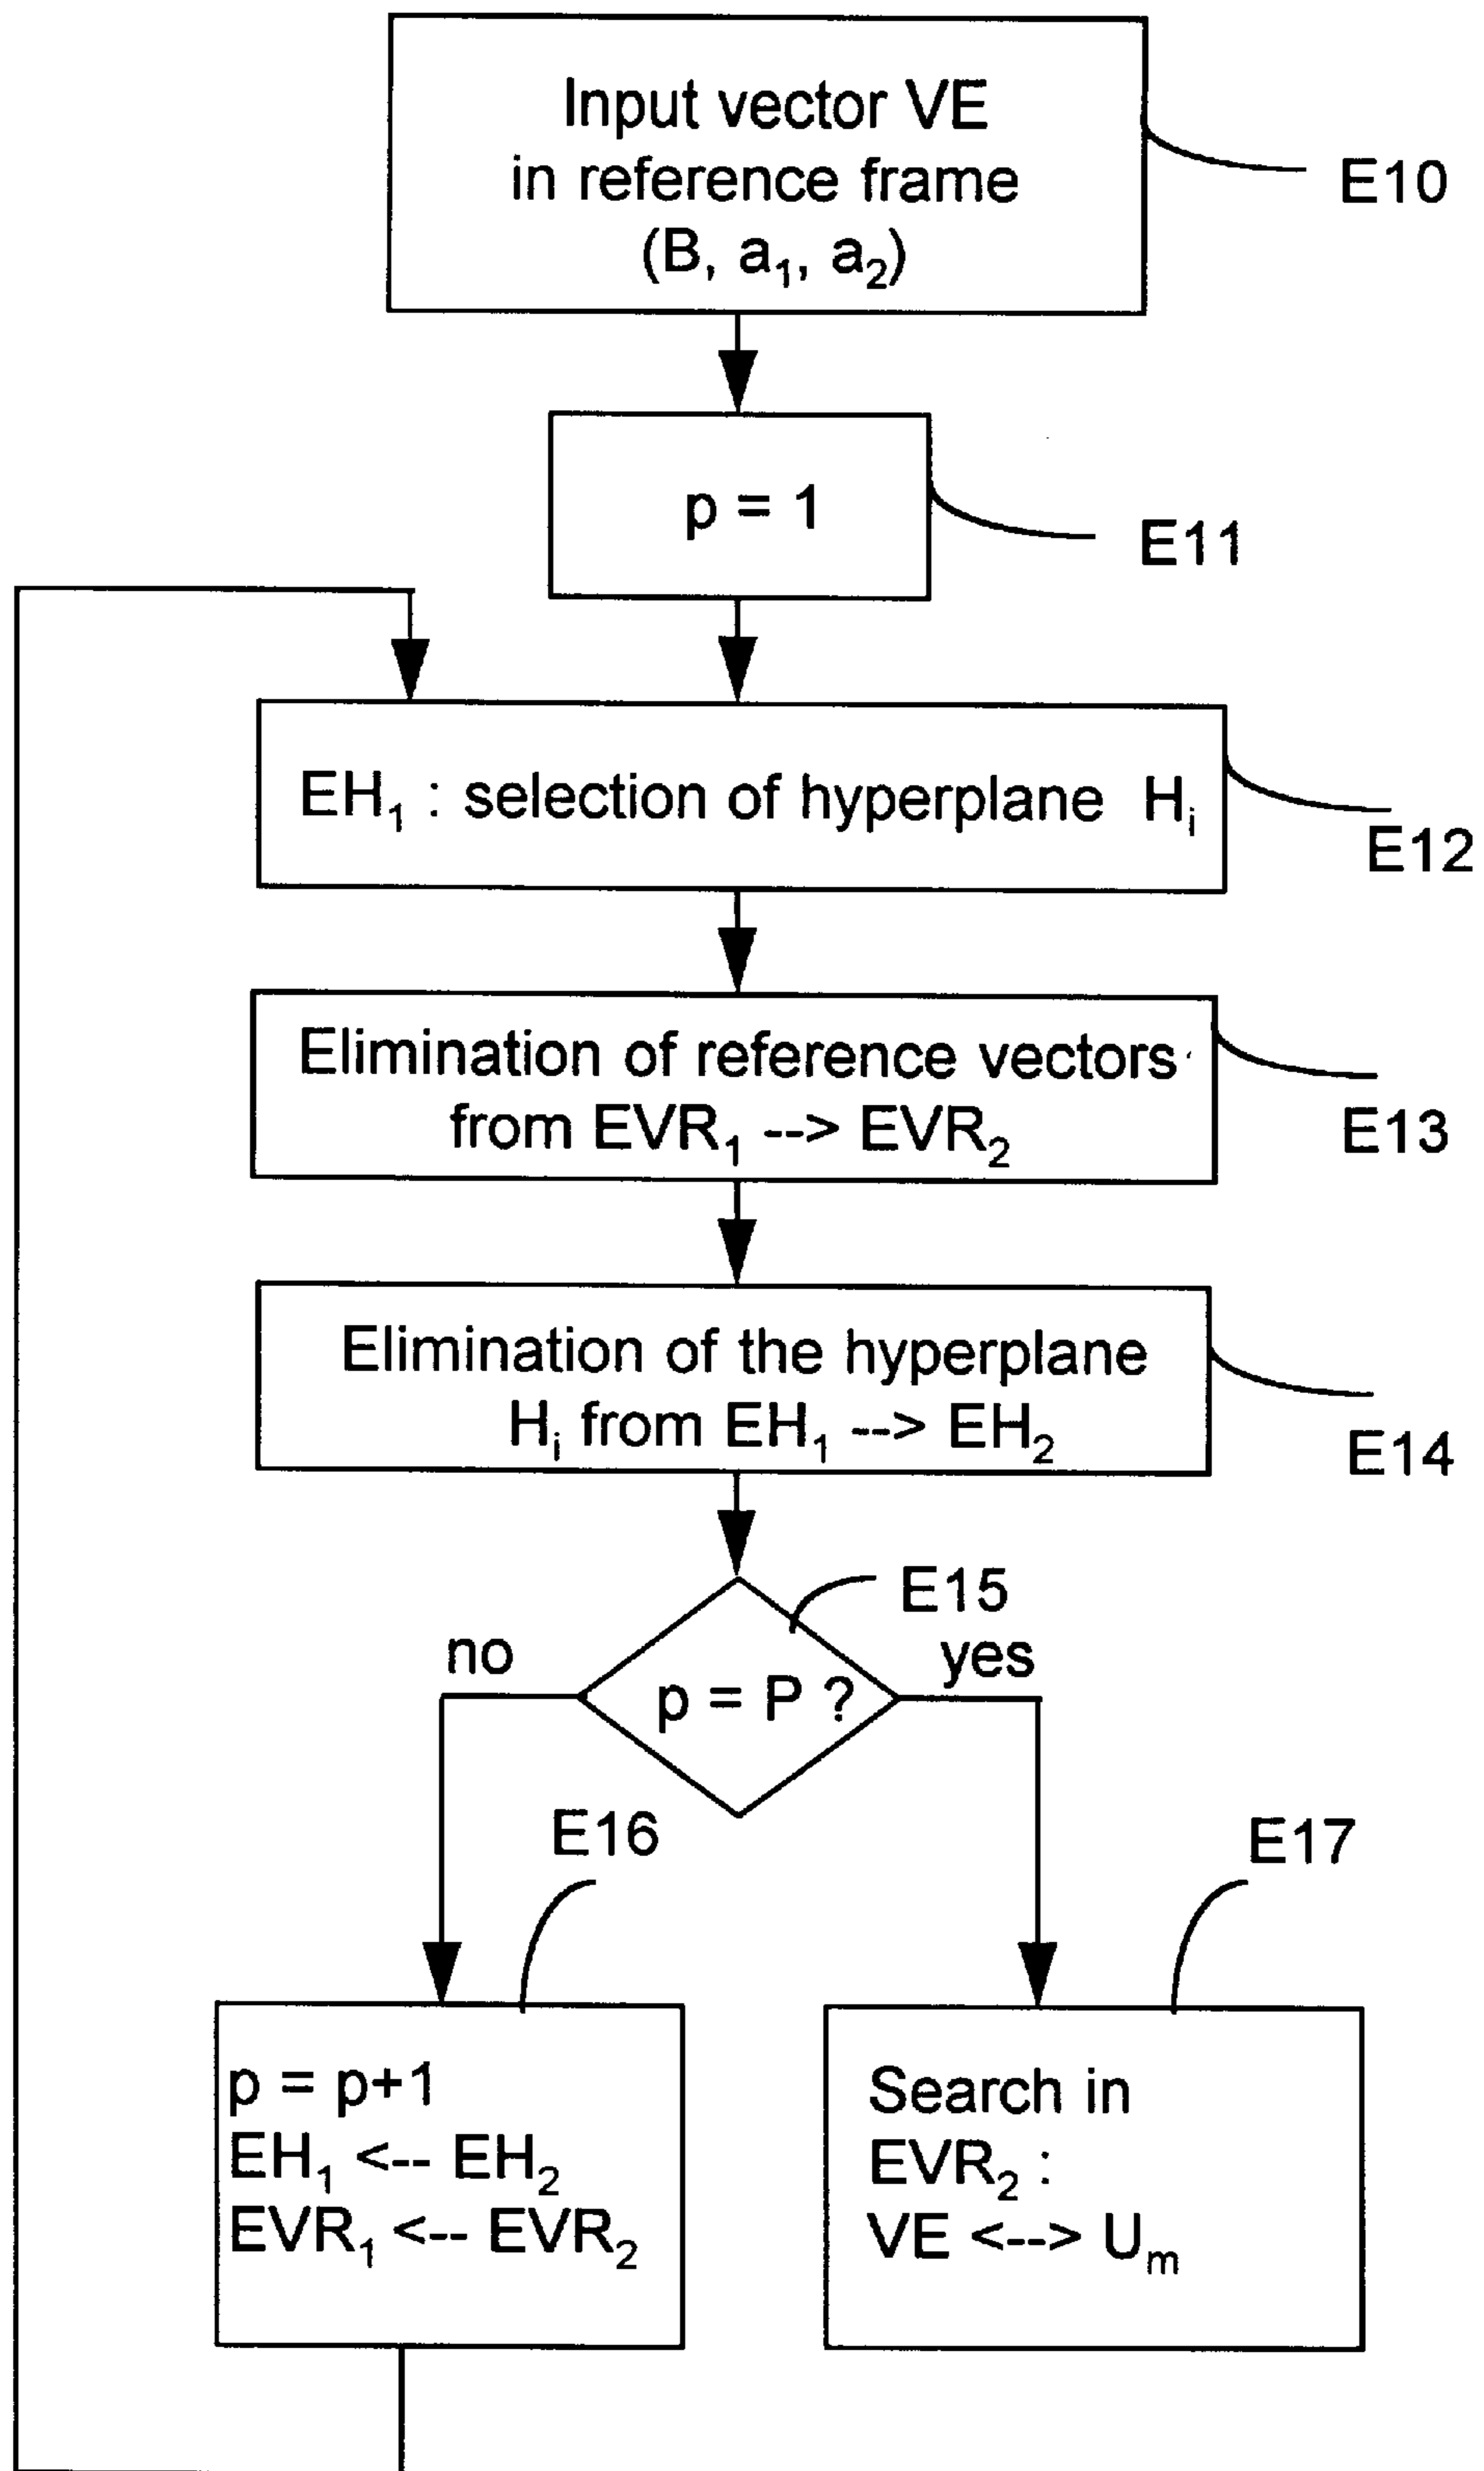 Input vector VE
in reference frame
(B, a₁, a₂)
E10
p = 1
E11
EH₁ : selection of hyperplane Hᵢ
E12
Elimination of reference vectors
from EVR₁ --> EVR₂
E13
Elimination of the hyperplane
Hᵢ from EH₁ --> EH₂
E14
E15
no
yes
p = P ?
E16
E17
p = p+1
EH₁ <-- EH₂
EVR₁ <-- EVR₂
Search in
EVR₂ :
VE <--> Uₘ